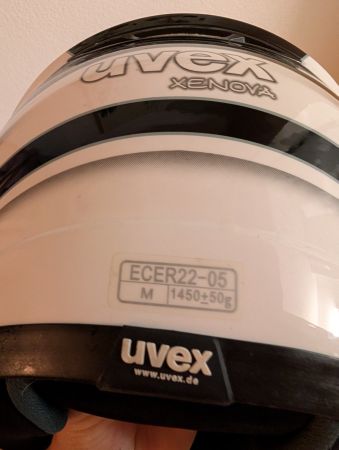 uvex
XENOVA
ECER22-05
M 1450±50g
uvex
www.uvex.de